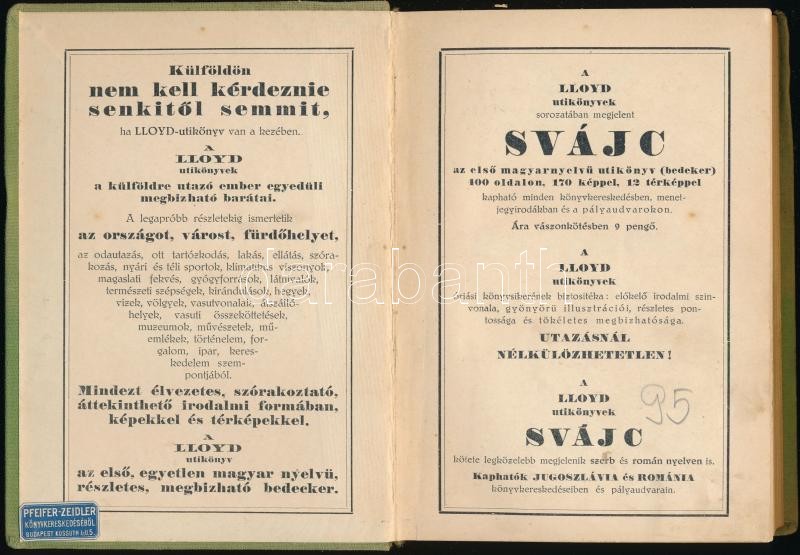 Külföldön
nem kell kérdeznie
senkitől semmit,
ha LLOYD-utikönyv van a kezében.
A
LLOYD
utikönyvek
a külföldre utazó ember egyedüli
megbizható barátai.
A legapróbb részletekig ismertetik
az országot, várost, fürdőhelyet,
az odautazás, ott tartózkodás, lakás, ellátás, szóra-
kozás, nyári és téli sportok, klimatikus viszonyok,
magaslati fekvés, gyógyforrások, látnivalók,
természeti szépségek, kirándulások, hegyek,
vizek, völgyek, vasutvonalak, átszálló-
helyek, vasuti összeköttetések,
muzeumok, művészetek, mű-
emlékek, történelem, for-
galom, ipar, keres-
kedelem szem-
pontjából.
Mindezt élvezetes, szórakoztató,
áttekinthető irodalmi formában,
képekkel és térképekkel,
A
LLOYD
utikönyv
az első, egyetlen magyar nyelvü,
részletes, megbizható bedecker.
PFEIFER-ZEIDLER
KÖNYVKERESKEDÉSÉBŐL
BUDAPEST KOSSUTH L.U.5.
A
LLOYD
utikönyvek
sorozatában megjelent
SVÁJC
az első magyarnyelvü utikönyv (bedeker)
400 oldalon, 170 képpel, 12 térképpel
kapható minden könyvkereskedésben, menet-
jegyirodákban és a pályaudvarokon.
Ára vászonkötésben 9 pengő.
A
LLOYD
utikönyvek
óriási könyvsikerének biztositéka: előkelő irodalmi szin-
vonala, gyönyörü illusztrációi, részletes pon-
tossága és tökéletes megbizhatósága.
UTAZÁSNÁL
NÉLKÜLÖZHETETLEN!
A
LLOYD
utikönyvek
95
SVÁJC
kötete legközelebb megjelenik szerb és román nyelven is.
Kaphatók JUGOSZLÁVIA és ROMÁNIA
könyvkereskedéseiben és pályaudvarain.
darabanth